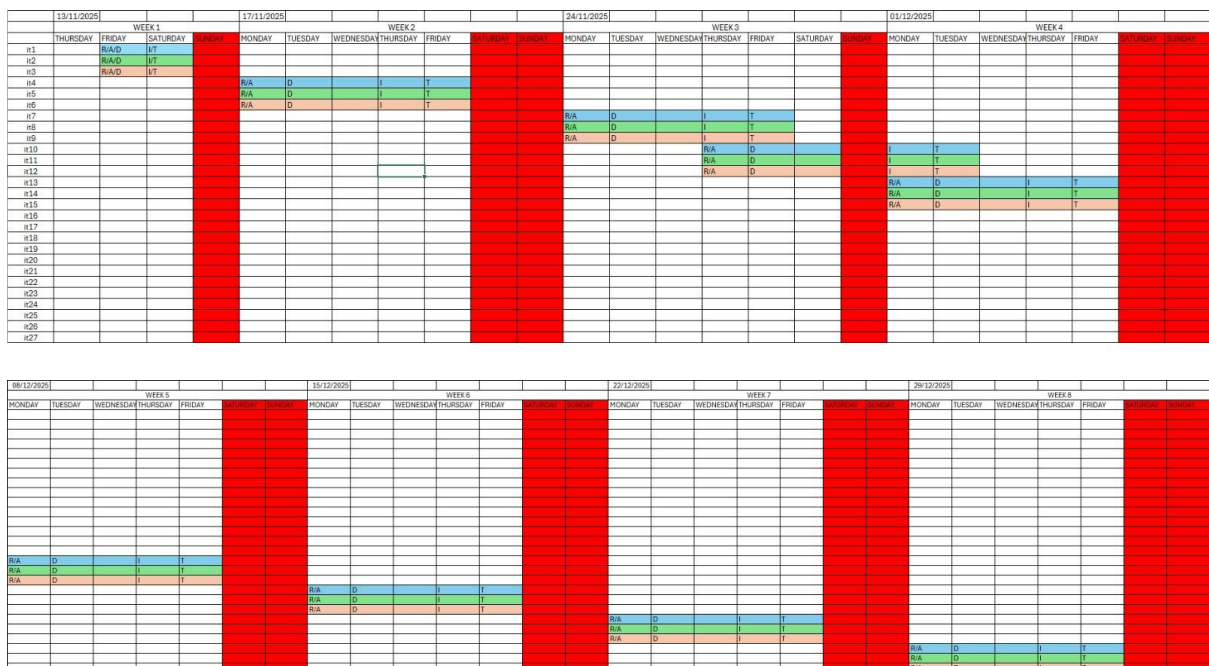 13/11/2025 17/11/2025 24/11/2025 01/12/2025
WEEK 1 WEEK 2 WEEK 3 WEEK 4
THURSDAY FRIDAY SATURDAY SUNDAY MONDAY TUESDAY WEDNESDAY THURSDAY FRIDAY SATURDAY SUNDAY MONDAY TUESDAY WEDNESDAY THURSDAY FRIDAY SATURDAY SUNDAY MONDAY TUESDAY WEDNESDAY THURSDAY FRIDAY SATURDAY SUNDAY
it1 R/A/D I/T
it2 R/A/D I/T
it3 R/A/D I/T
it4 R/A D I T
it5 R/A D I T
it6 R/A D I T
it7 R/A D I T
it8 R/A D I T
it9 R/A D I T
it10 R/A D I T
it11 R/A D I T
it12 R/A D I T
it13 R/A D I T
it14 R/A D I T
it15 R/A D I T
it16
it17
it18
it19
it20
it21
it22
it23
it24
it25
it26
it27
08/12/2025 15/12/2025 22/12/2025 29/12/2025
WEEK 5 WEEK 6 WEEK 7 WEEK 8
MONDAY TUESDAY WEDNESDAY THURSDAY FRIDAY SATURDAY SUNDAY MONDAY TUESDAY WEDNESDAY THURSDAY FRIDAY SATURDAY SUNDAY MONDAY TUESDAY WEDNESDAY THURSDAY FRIDAY SATURDAY SUNDAY MONDAY TUESDAY WEDNESDAY THURSDAY FRIDAY SATURDAY SUNDAY
R/A D I T
R/A D I T
R/A D I T
R/A D I T
R/A D I T
R/A D I T
R/A D I T
R/A D I T
R/A D I T
R/A D I T
R/A D I T